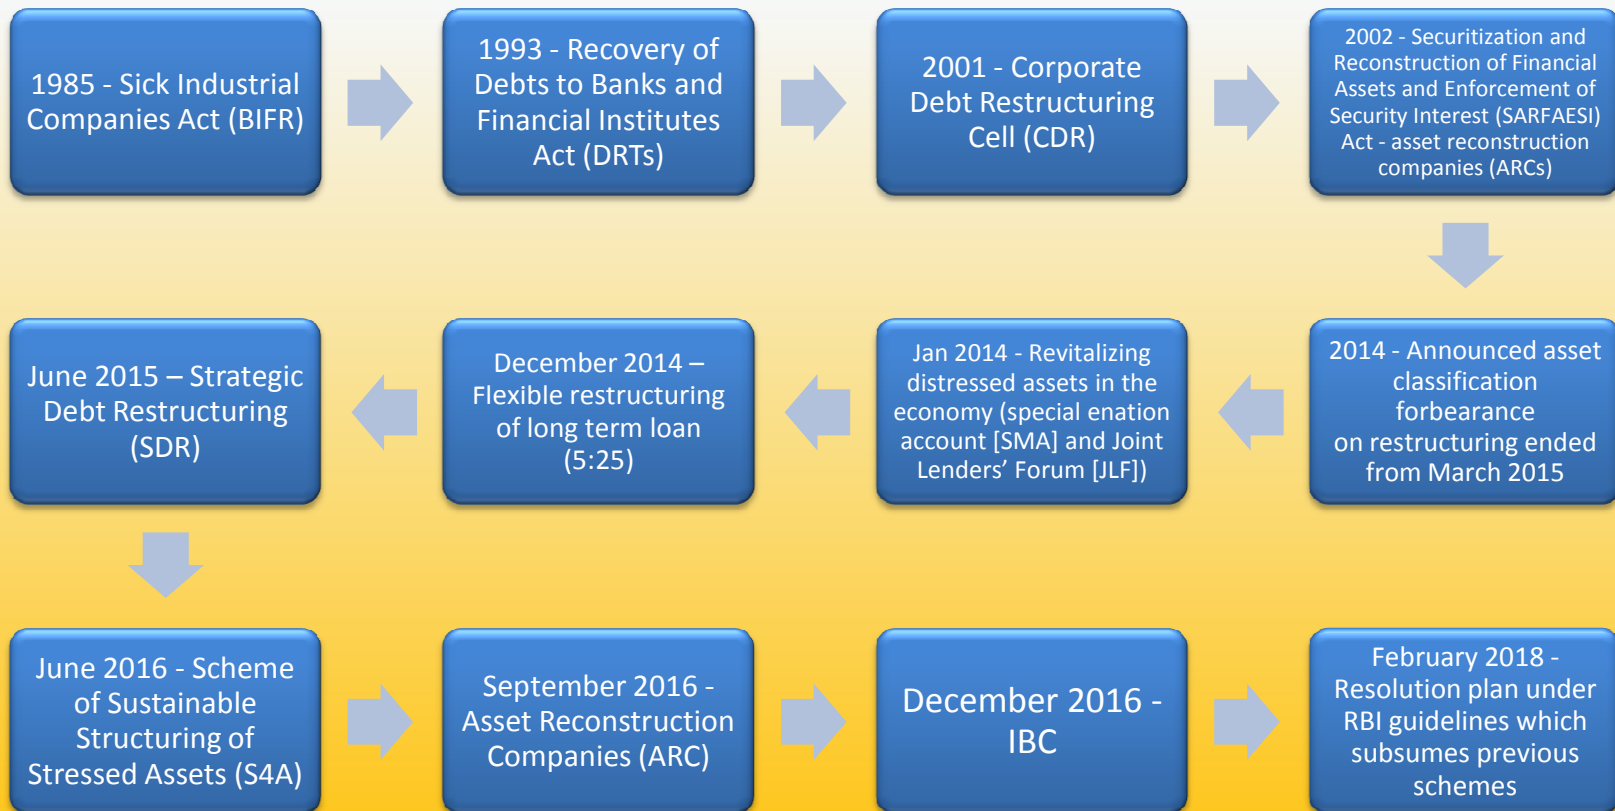 1985 - Sick Industrial
Companies Act (BIFR)
1993 - Recovery of
Debts to Banks and
Financial Institutes
Act (DRTs)
2001 - Corporate
Debt Restructuring
Cell (CDR)
2002 - Securitization and
Reconstruction of Financial
Assets and Enforcement of
Security Interest (SARFAESI)
Act - asset reconstruction
companies (ARCs)
2014 - Announced asset
classification
forbearance
on restructuring ended
from March 2015
Jan 2014 - Revitalizing
distressed assets in the
economy (special enation
account [SMA] and Joint
Lenders’ Forum [JLF])
December 2014 –
Flexible restructuring
of long term loan
(5:25)
June 2015 – Strategic
Debt Restructuring
(SDR)
June 2016 - Scheme
of Sustainable
Structuring of
Stressed Assets (S4A)
September 2016 -
Asset Reconstruction
Companies (ARC)
December 2016 -
IBC
February 2018 -
Resolution plan under
RBI guidelines which
subsumes previous
schemes